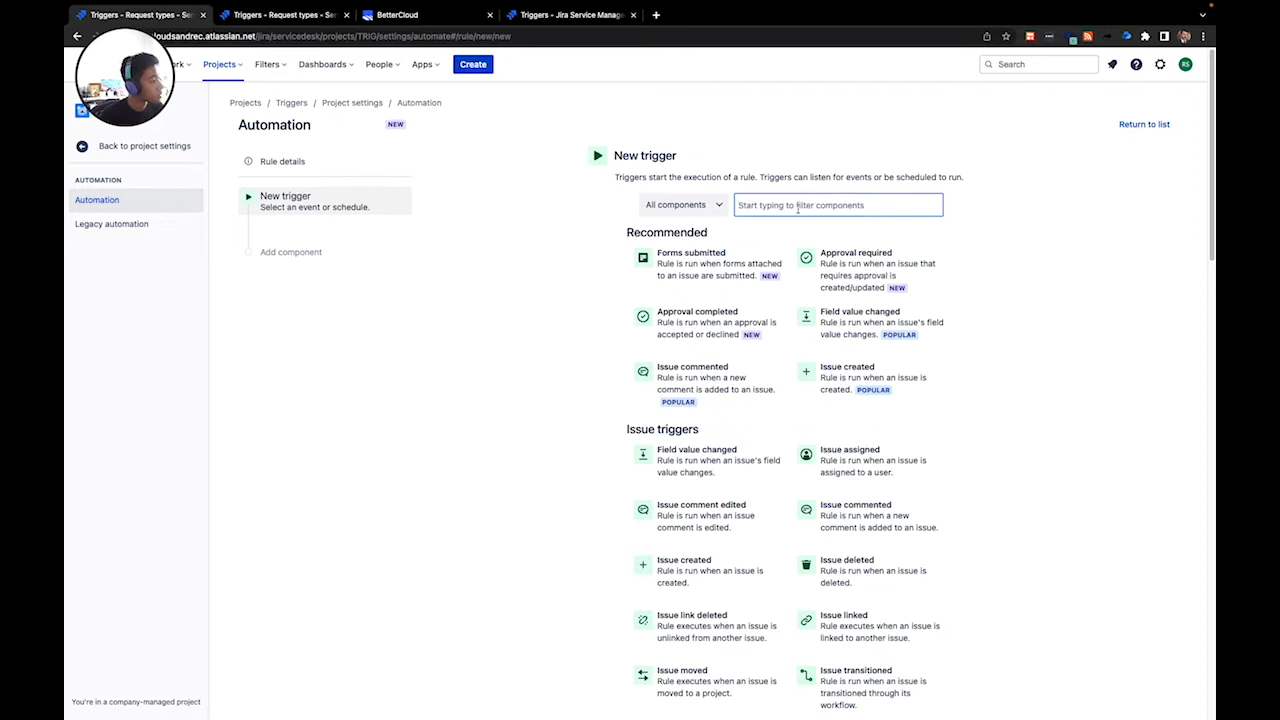 Triggers - Request types - Serv
Triggers - Request types - Serv
BetterCloud
Triggers - Jira Service Manage
oudsandrec.atlassian.net/jira/servicedesk/projects/TRIG/settings/automate#/rule/new/new
Projects
Filters
Dashboards
People
Apps
Create
Search
RS
Projects / Triggers / Project settings / Automation
Automation
NEW
Return to list
Back to project settings
AUTOMATION
Automation
Legacy automation
Rule details
New trigger
Select an event or schedule.
Add component
New trigger
Triggers start the execution of a rule. Triggers can listen for events or be scheduled to run.
All components
Start typing to filter components
Recommended
Forms submitted
Rule is run when forms attached
to an issue are submitted. NEW
Approval required
Rule is run when an issue that
requires approval is
created/updated NEW
Approval completed
Rule is run when an approval is
accepted or declined NEW
Field value changed
Rule is run when an issue's field
value changes. POPULAR
Issue commented
Rule is run when a new
comment is added to an issue.
POPULAR
Issue created
Rule is run when an issue is
created. POPULAR
Issue triggers
Field value changed
Rule is run when an issue's field
value changes.
Issue assigned
Rule is run when an issue is
assigned to a user.
Issue comment edited
Rule is run when an issue
comment is edited.
Issue commented
Rule is run when a new
comment is added to an issue.
Issue created
Rule is run when an issue is
created.
Issue deleted
Rule is run when an issue is
deleted.
Issue link deleted
Rule executes when an issue is
unlinked from another issue.
Issue linked
Rule executes when an issue is
linked to another issue.
Issue moved
Rule executes when an issue is
moved to a project.
Issue transitioned
Rule is run when an issue is
transitioned through its
workflow.
You're in a company-managed project